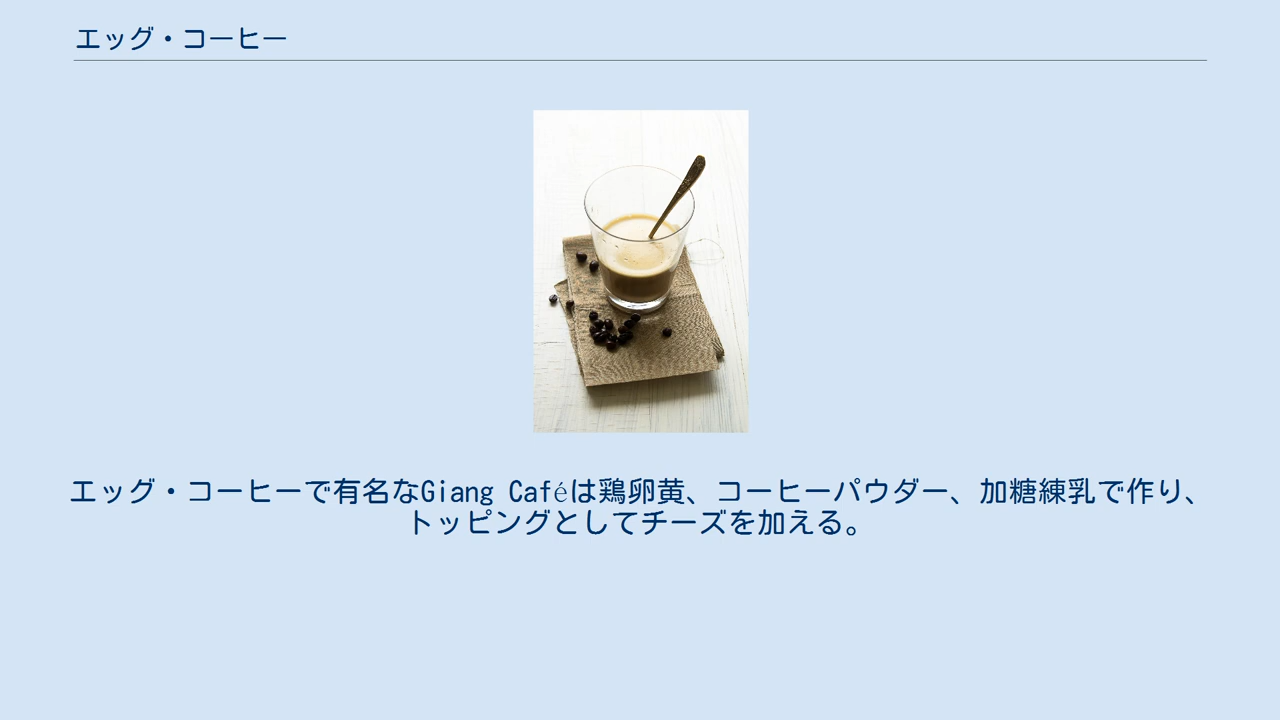 エッグ・コーヒー
エッグ・コーヒーで有名なGiang Caféは鶏卵黄、コーヒーパウダー、加糖練乳で作り、
トッピングとしてチーズを加える。